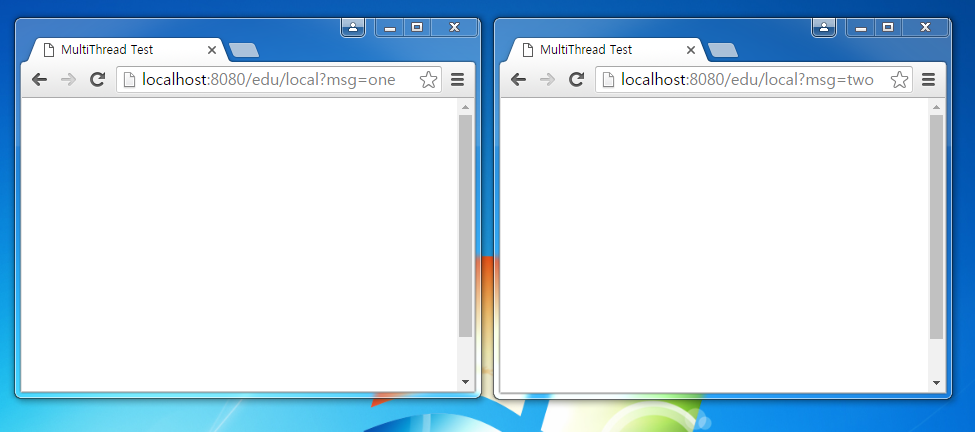 MultiThread Test
localhost:8080/edu/local?msg=one
MultiThread Test
localhost:8080/edu/local?msg=two